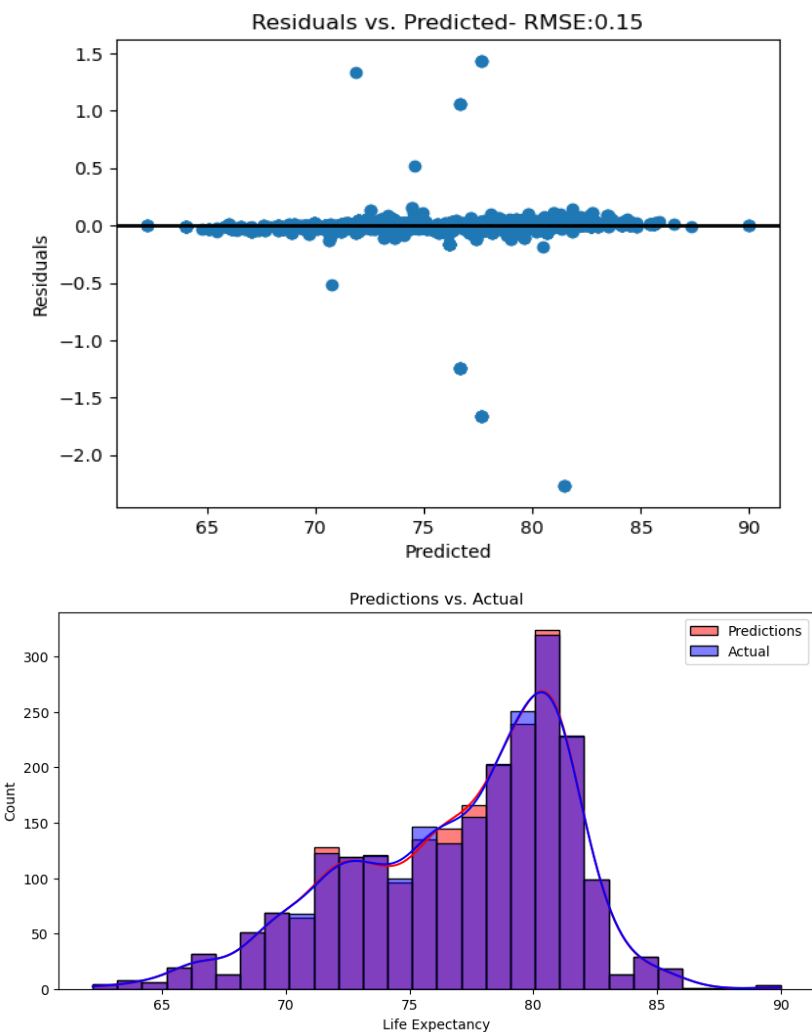 Residuals vs. Predicted- RMSE:0.15
1.5
1.0
0.5
0.0
−0.5
−1.0
−1.5
−2.0
Residuals
65 70 75 80 85 90
Predicted
Predictions vs. Actual
Predictions
Actual
300
250
200
150
100
50
0
Count
65 70 75 80 85 90
Life Expectancy